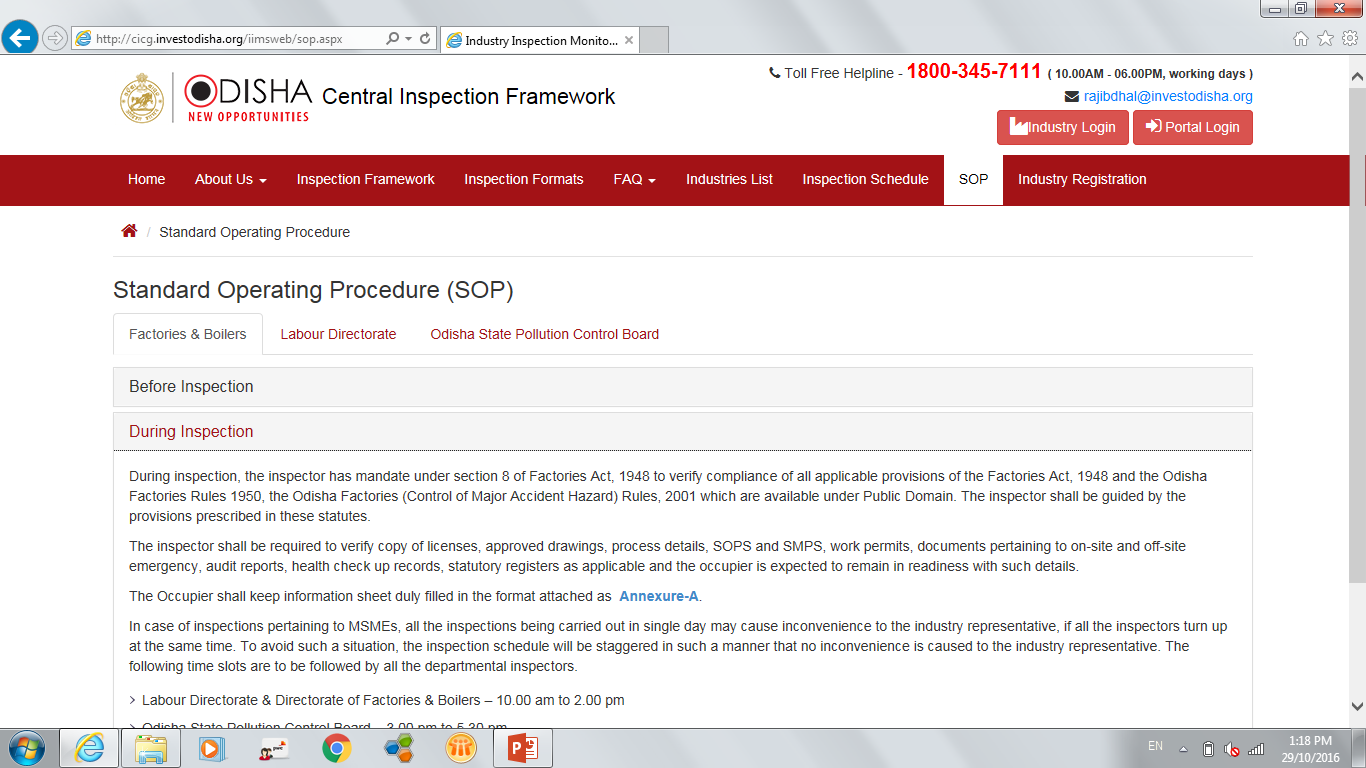 http://cicg.investodisha.org/iimsweb/sop.aspx
Industry Inspection Monito...
ODISHA
NEW OPPORTUNITIES
Central Inspection Framework
Toll Free Helpline - 1800-345-7111 ( 10.00AM - 06.00PM, working days )
rajibdhal@investodisha.org
Industry Login
Portal Login
Home
About Us
Inspection Framework
Inspection Formats
FAQ
Industries List
Inspection Schedule
SOP
Industry Registration
/ Standard Operating Procedure
Standard Operating Procedure (SOP)
Factories & Boilers
Labour Directorate
Odisha State Pollution Control Board
Before Inspection
During Inspection
During inspection, the inspector has mandate under section 8 of Factories Act, 1948 to verify compliance of all applicable provisions of the Factories Act, 1948 and the Odisha
Factories Rules 1950, the Odisha Factories (Control of Major Accident Hazard) Rules, 2001 which are available under Public Domain. The inspector shall be guided by the
provisions prescribed in these statutes.
The inspector shall be required to verify copy of licenses, approved drawings, process details, SOPS and SMPS, work permits, documents pertaining to on-site and off-site
emergency, audit reports, health check up records, statutory registers as applicable and the occupier is expected to remain in readiness with such details.
The Occupier shall keep information sheet duly filled in the format attached as Annexure-A.
In case of inspections pertaining to MSMEs, all the inspections being carried out in single day may cause inconvenience to the industry representative, if all the inspectors turn up
at the same time. To avoid such a situation, the inspection schedule will be staggered in such a manner that no inconvenience is caused to the industry representative. The
following time slots are to be followed by all the departmental inspectors.
Labour Directorate & Directorate of Factories & Boilers – 10.00 am to 2.00 pm
Odisha State Pollution Control Board – 3.00 pm to 5.30 pm
EN
1:18 PM
29/10/2016